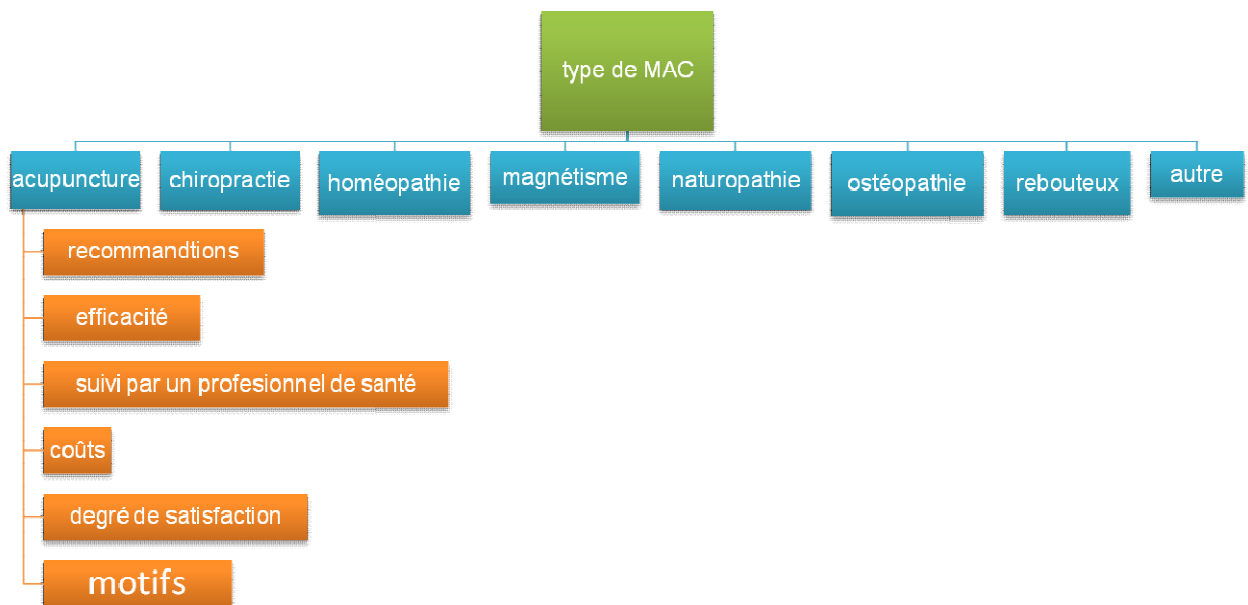 type de MAC
acupuncture
chiropractie
homéopathie
magnétisme
naturopathie
ostéopathie
rebouteux
autre
recommandtions
efficacité
suivi par un profesionnel de santé
coûts
degré de satisfaction
motifs